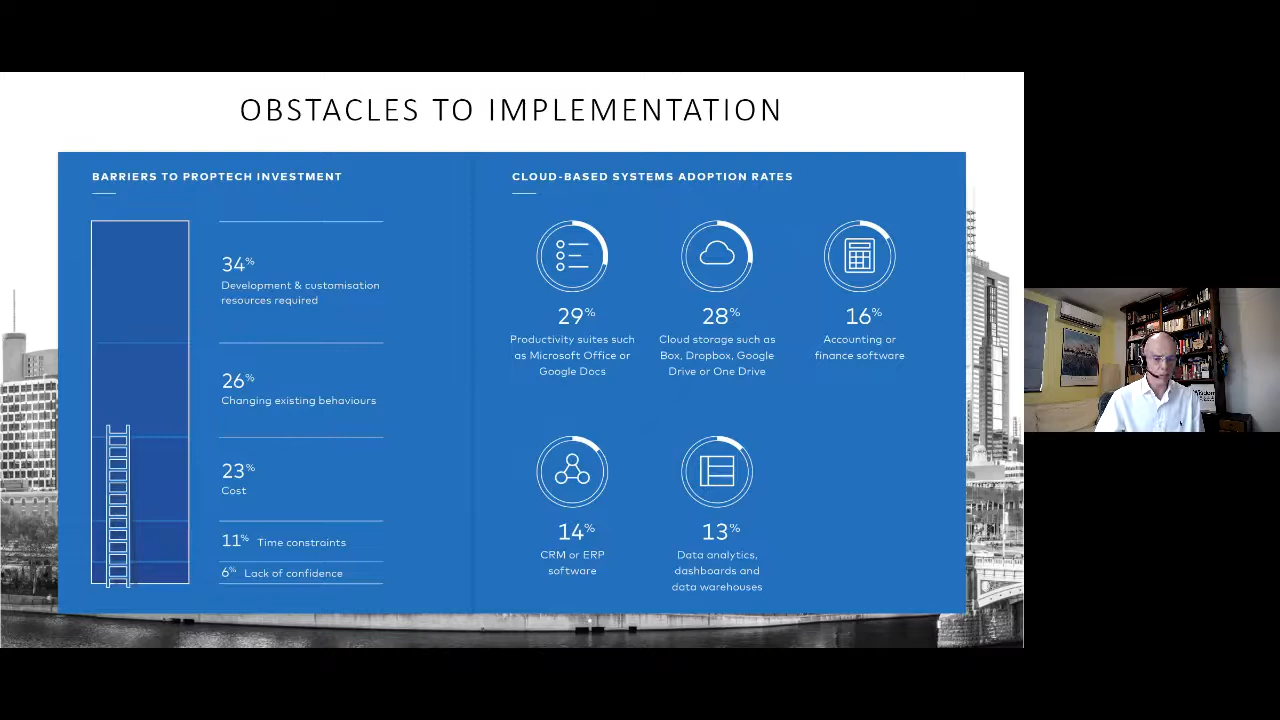 OBSTACLES TO IMPLEMENTATION
BARRIERS TO PROPTECH INVESTMENT
34%
Development & customisation
resources required
26%
Changing existing behaviours
23%
Cost
11% Time constraints
6% Lack of confidence
CLOUD-BASED SYSTEMS ADOPTION RATES
29%
Productivity suites such
as Microsoft Office or
Google Docs
28%
Cloud storage such as
Box, Dropbox, Google
Drive or One Drive
16%
Accounting or
finance software
14%
CRM or ERP
software
13%
Data analytics,
dashboards and
data warehouses